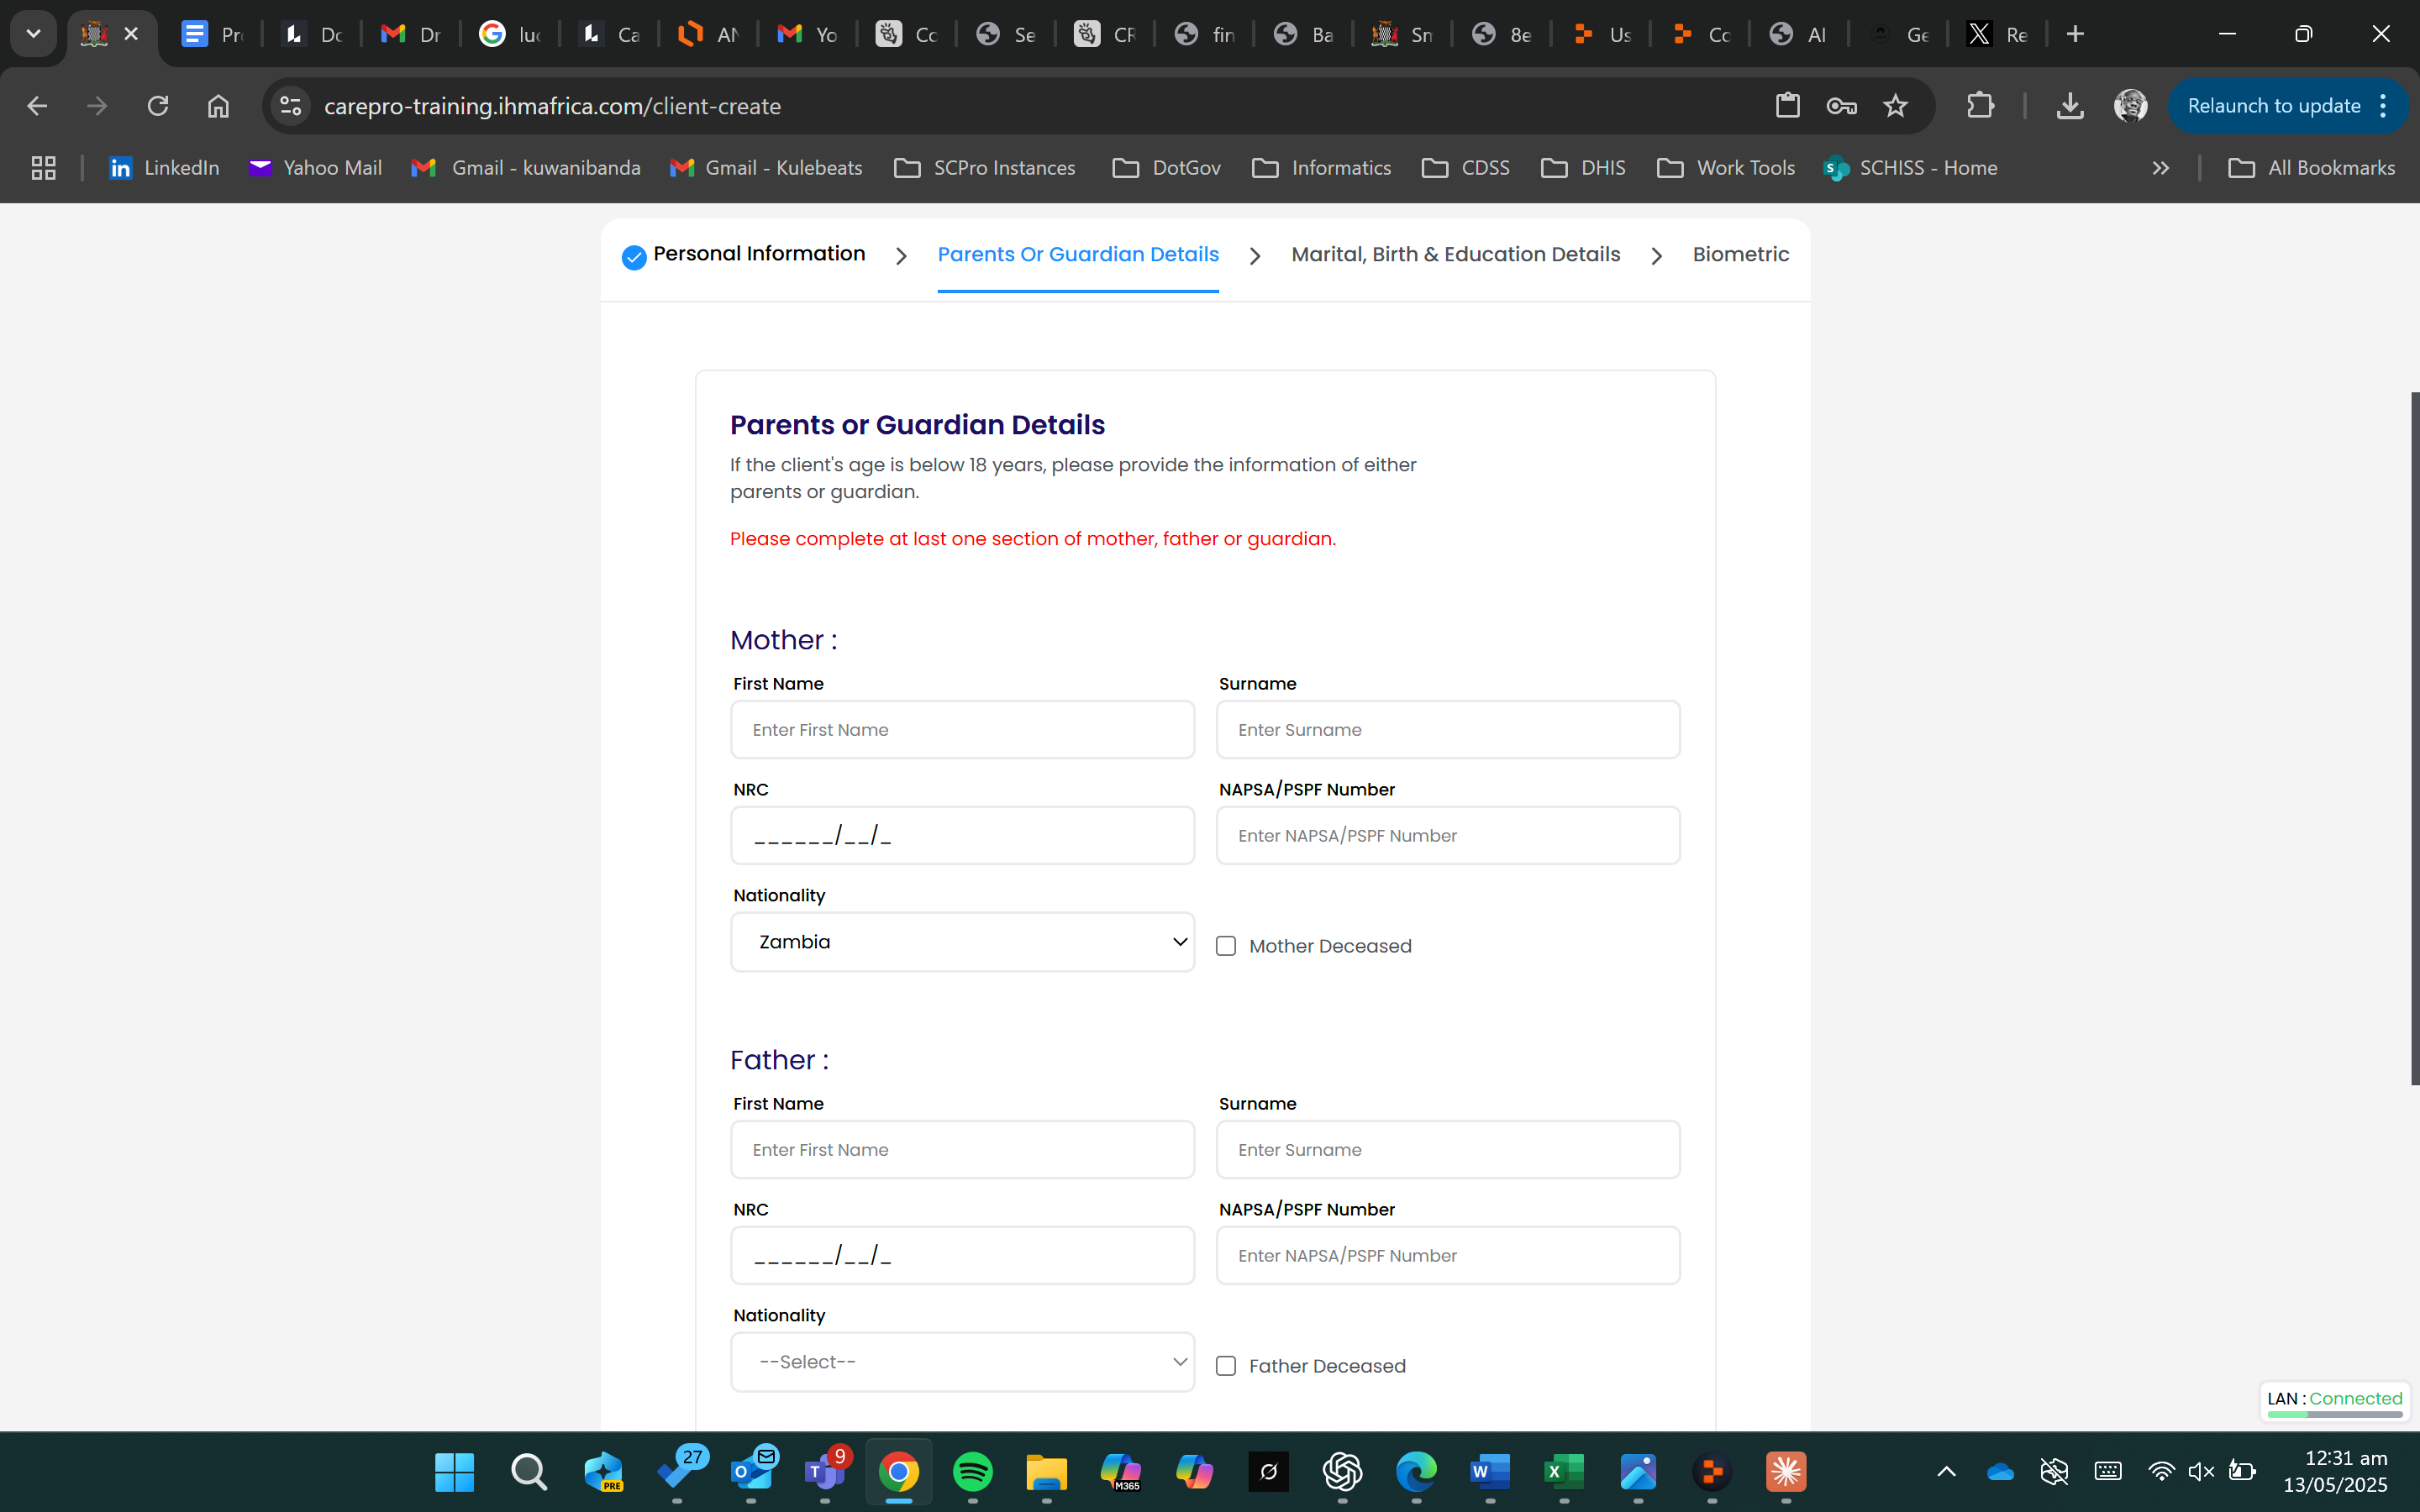 Pr
Dc
Dr
luc
Ca
AN
Yo
Cc
Se
CR
fin
Ba
Sm
8e
Us
Cc
AI
Ge
Re
carepro-training.ihmafrica.com/client-create
Relaunch to update
LinkedIn
Yahoo Mail
Gmail - kuwanibanda
Gmail - Kulebeats
SCPro Instances
DotGov
Informatics
CDSS
DHIS
Work Tools
SCHISS - Home
All Bookmarks
Personal Information > Parents Or Guardian Details > Marital, Birth & Education Details > Biometric
Parents or Guardian Details
If the client's age is below 18 years, please provide the information of either
parents or guardian.
Please complete at last one section of mother, father or guardian.
Mother :
First Name
Surname
Enter First Name
Enter Surname
NRC
NAPSA/PSPF Number
______/__/_
Enter NAPSA/PSPF Number
Nationality
Zambia
Mother Deceased
Father :
First Name
Surname
Enter First Name
Enter Surname
NRC
NAPSA/PSPF Number
______/__/_
Enter NAPSA/PSPF Number
Nationality
--Select--
Father Deceased
LAN : Connected
PRE
27
9
M365
12:31 am
13/05/2025